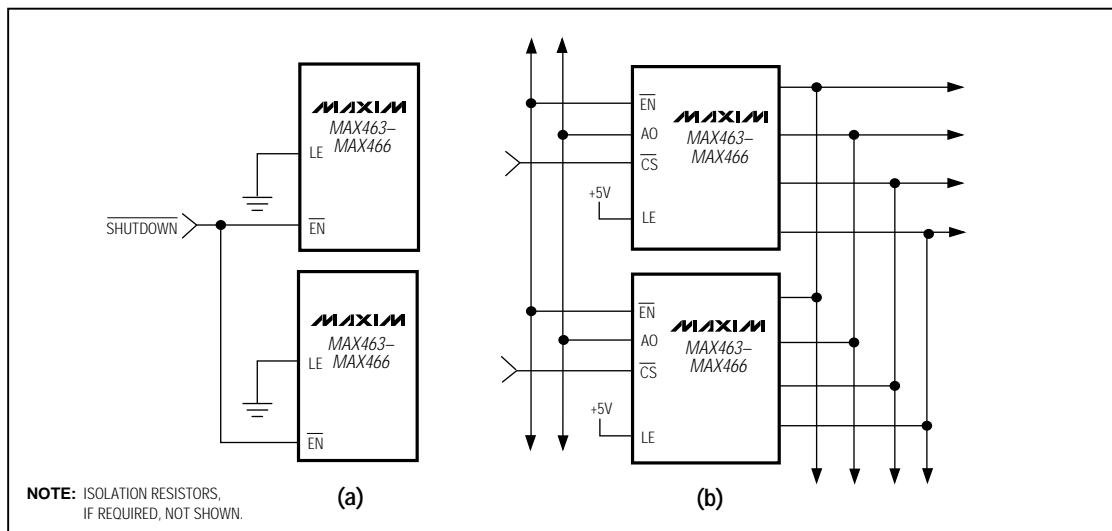 MAXIM
MAX463–
MAX466
LE
SHUTDOWN
EN
MAXIM
MAX463–
MAX466
LE
EN
(a)
NOTE: ISOLATION RESISTORS,
IF REQUIRED, NOT SHOWN.
EN
MAXIM
AO
MAX463–
MAX466
CS
+5V
LE
EN
MAXIM
AO
MAX463–
MAX466
CS
+5V
LE
(b)